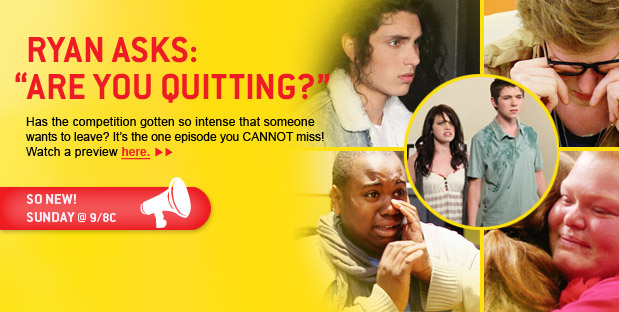 RYAN ASKS:
“ARE YOU QUITTING?”
Has the competition gotten so intense that someone
wants to leave? It's the one episode you CANNOT miss!
Watch a preview here.
SO NEW!
SUNDAY @ 9/8C